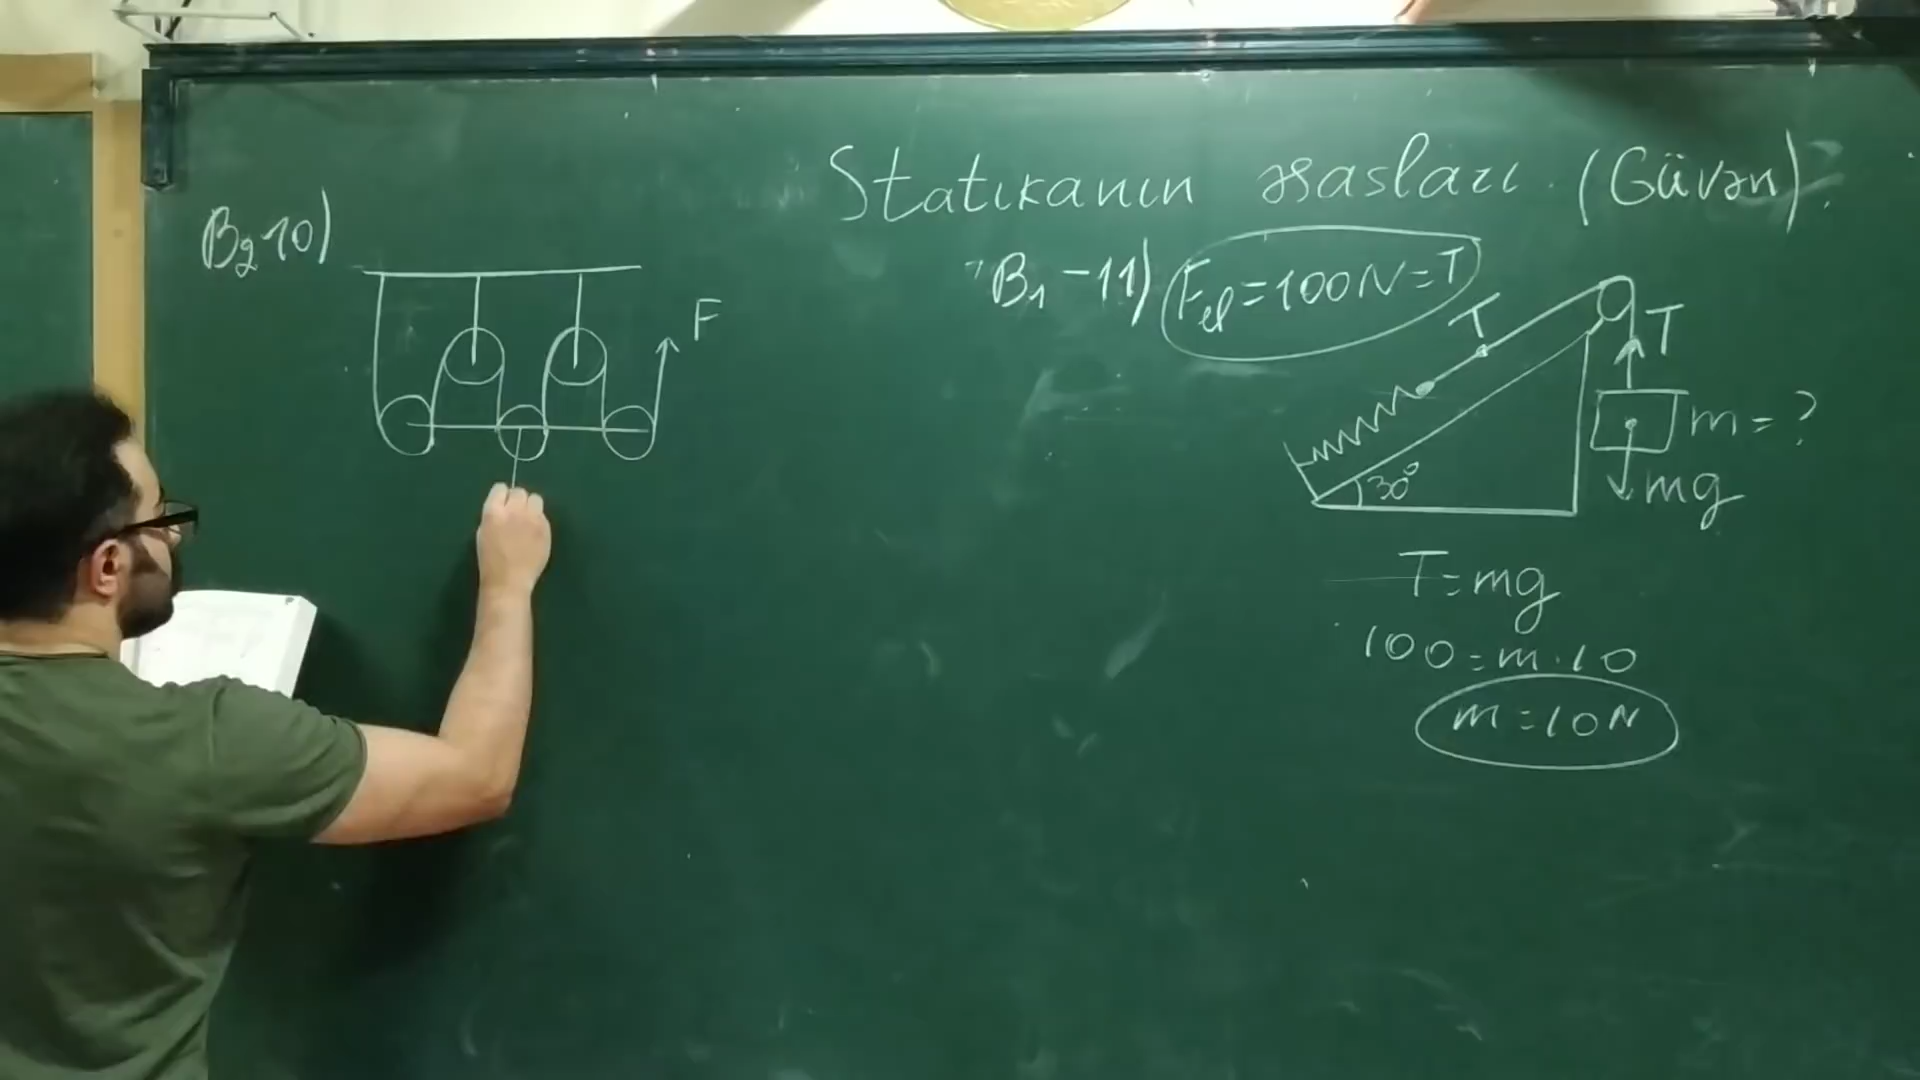 Statikanın əsasları (Güvən)
B₂ 10)
F
B₁ - 11) Fel = 100N = T
T
T
m = ?
mg
30°
T = mg
100 = m · 10
m = 10N